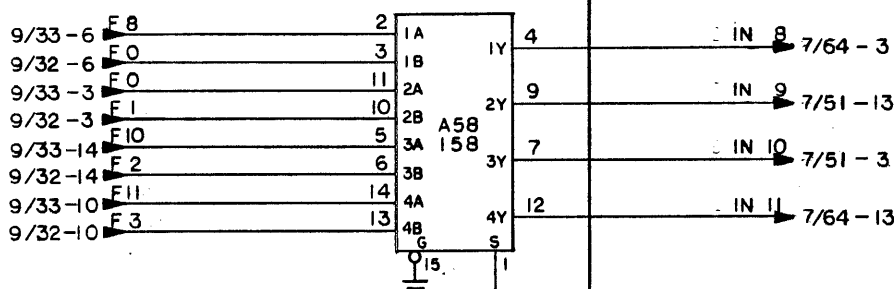 9/33-6 F 8 2 1A
9/32-6 F 0 3 1B
9/33-3 F 0 11 2A
9/32-3 F 1 10 2B
9/33-14 F 10 5 3A
9/32-14 F 2 6 3B
9/33-10 F 11 14 4A
9/32-10 F 3 13 4B
A58
158
G S
15 1
1Y 4 IN 8 7/64-3
2Y 9 IN 9 7/51-13
3Y 7 IN 10 7/51-3
4Y 12 IN 11 7/64-13